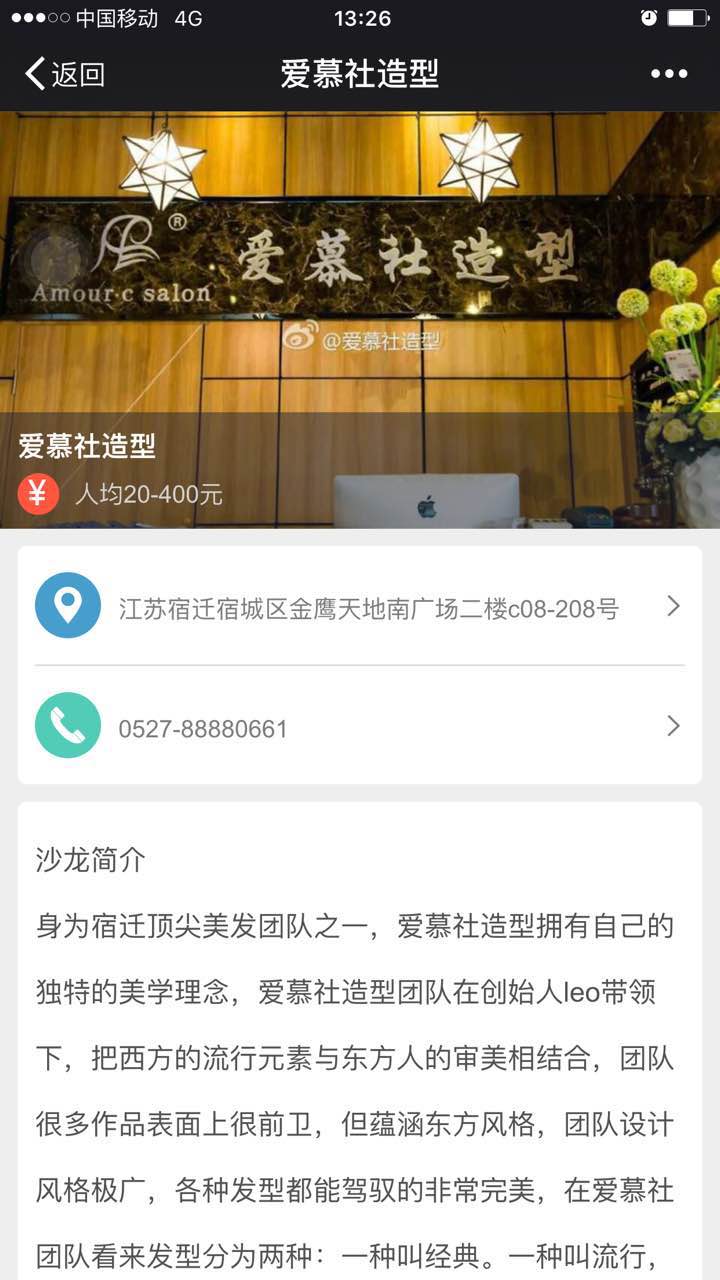 中国移动 4G 13:26
返回 爱慕社造型
爱慕社造型
Amour·c salon
®
@爱慕社造型
爱慕社造型
¥ 人均20-400元
江苏宿迁宿城区金鹰天地南广场二楼c08-208号
0527-88880661
沙龙简介
身为宿迁顶尖美发团队之一，爱慕社造型拥有自己的
独特的美学理念，爱慕社造型团队在创始人leo带领
下，把西方的流行元素与东方人的审美相结合，团队
很多作品表面上很前卫，但蕴涵东方风格，团队设计
风格极广，各种发型都能驾驭的非常完美，在爱慕社
团队看来发型分为两种：一种叫经典。一种叫流行，